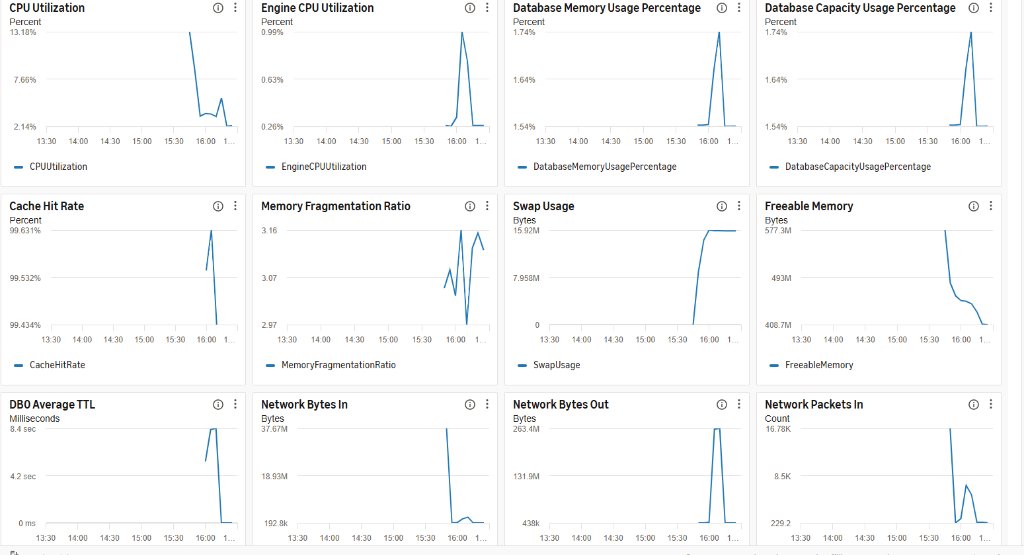 CPU Utilization
Percent
13.18%
7.66%
2.14%
13:30 14:00 14:30 15:00 15:30 16:00 1...
CPUUtilization
Engine CPU Utilization
Percent
0.99%
0.63%
0.26%
13:30 14:00 14:30 15:00 15:30 16:00 1...
EngineCPUUtilization
Database Memory Usage Percentage
Percent
1.74%
1.64%
1.54%
13:30 14:00 14:30 15:00 15:30 16:00 1...
DatabaseMemoryUsagePercentage
Database Capacity Usage Percentage
Percent
1.74%
1.64%
1.54%
13:30 14:00 14:30 15:00 15:30 16:00 1...
DatabaseCapacityUsagePercentage
Cache Hit Rate
Percent
99.631%
99.532%
99.434%
13:30 14:00 14:30 15:00 15:30 16:00 1...
CacheHitRate
Memory Fragmentation Ratio
3.16
3.07
2.97
13:30 14:00 14:30 15:00 15:30 16:00 1...
MemoryFragmentationRatio
Swap Usage
Bytes
15.92M
7.958M
0
13:30 14:00 14:30 15:00 15:30 16:00 1...
SwapUsage
Freeable Memory
Bytes
577.3M
493M
408.7M
13:30 14:00 14:30 15:00 15:30 16:00 1...
FreeableMemory
DB0 Average TTL
Milliseconds
8.4 sec
4.2 sec
0 ms
13:30 14:00 14:30 15:00 15:30 16:00 1...
Network Bytes In
Bytes
37.67M
18.93M
192.8k
13:30 14:00 14:30 15:00 15:30 16:00 1...
Network Bytes Out
Bytes
263.4M
131.9M
438k
13:30 14:00 14:30 15:00 15:30 16:00 1...
Network Packets In
Count
16.78K
8.5K
229.2
13:30 14:00 14:30 15:00 15:30 16:00 1...